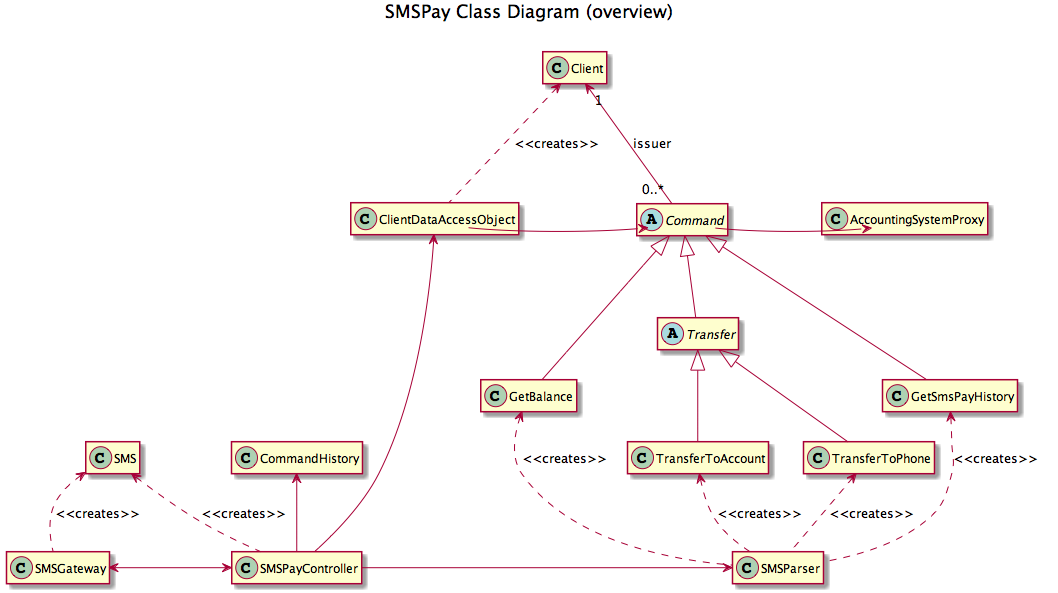 SMSPay Class Diagram (overview)
C Client
1
<<creates>>
issuer
0..*
C ClientDataAccessObject
A Command
C AccountingSystemProxy
A Transfer
C GetBalance
C GetSmsPayHistory
C SMS
C CommandHistory
C TransferToAccount
C TransferToPhone
<<creates>>
<<creates>>
<<creates>>
<<creates>>
<<creates>>
<<creates>>
C SMSGateway
C SMSPayController
C SMSParser